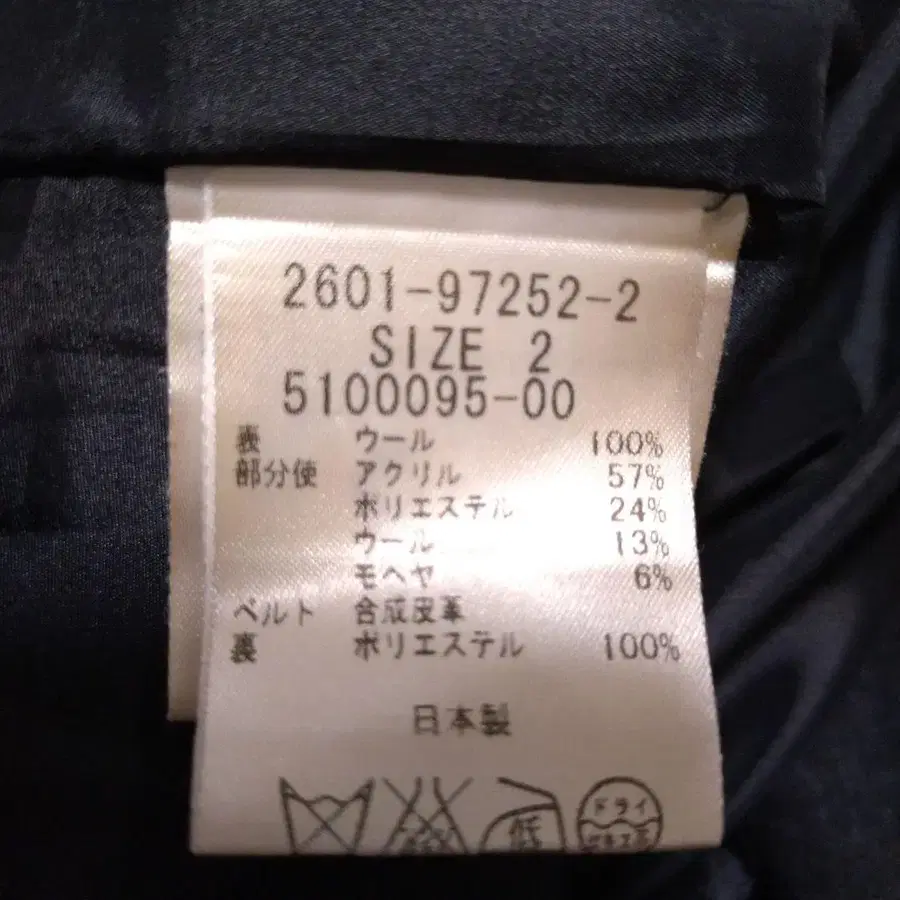 2601-97252-2
SIZE 2
5100095-00
表 ウール 100%
部分使 アクリル 57%
ポリエステル 24%
ウール 13%
モヘヤ 6%
ベルト 合成皮革
裏 ポリエステル 100%
日本製
低
ドライ